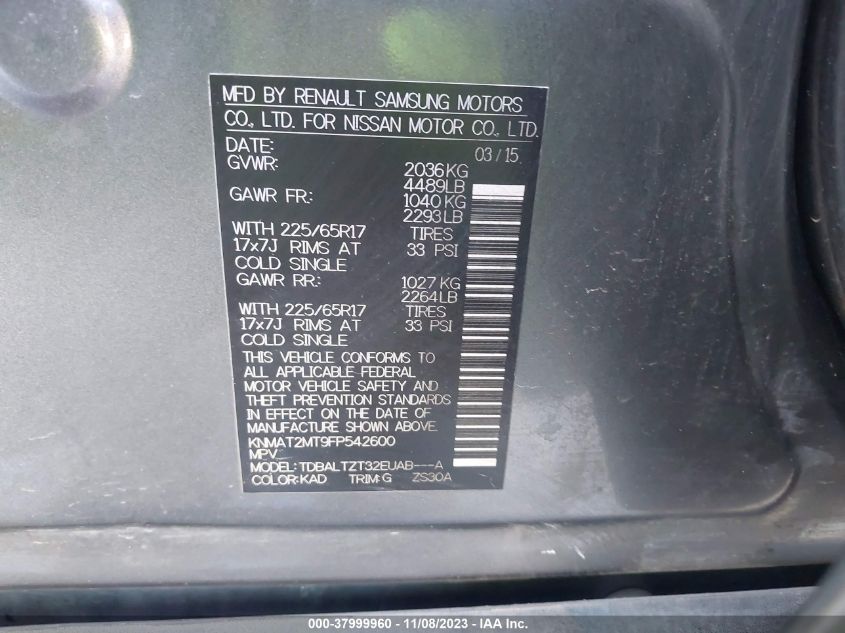 MFD BY RENAULT SAMSUNG MOTORS
CO., LTD. FOR NISSAN MOTOR CO., LTD.
DATE: 03/15
GVWR: 2036KG
4489LB
GAWR FR: 1040KG
2293LB
WITH 225/65R17 TIRES
17x7J RIMS AT 33 PSI
COLD SINGLE
GAWR RR: 1027KG
2264LB
WITH 225/65R17 TIRES
17x7J RIMS AT 33 PSI
COLD SINGLE
THIS VEHICLE CONFORMS TO
ALL APPLICABLE FEDERAL
MOTOR VEHICLE SAFETY AND
THEFT PREVENTION STANDARDS
IN EFFECT ON THE DATE OF
MANUFACTURE SHOWN ABOVE.
KNMAT2MT9FP542600
MPV
MODEL: TDBALTZT32EUAB---A
COLOR:KAD TRIM:G ZS30A
000-37999960 - 11/08/2023 - IAA Inc.